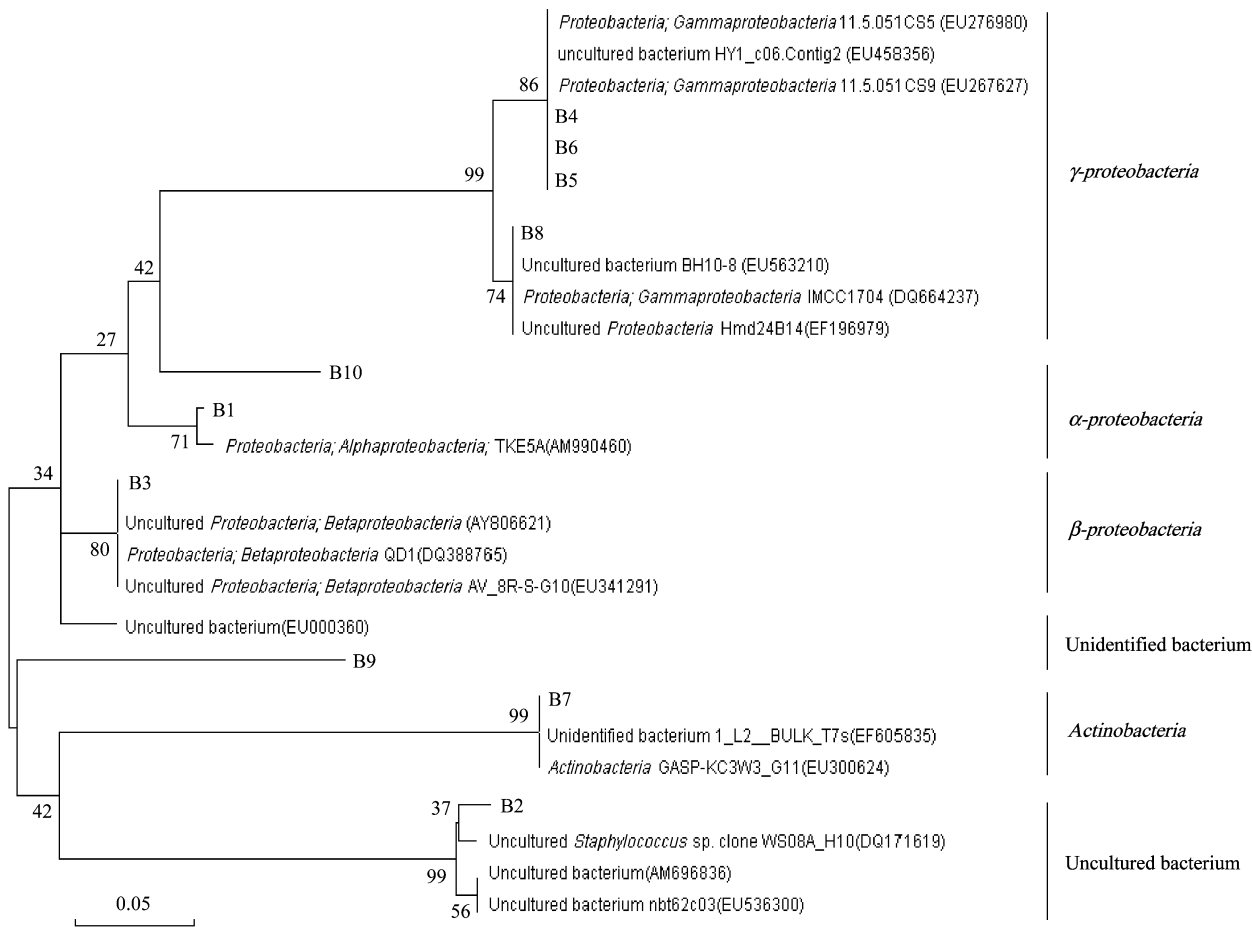 Proteobacteria; Gammaproteobacteria 11.5.051CS5 (EU276980)
uncultured bacterium HY1_c06.Contig2 (EU458356)
86
Proteobacteria; Gammaproteobacteria 11.5.051CS9 (EU267627)
B4
B6
B5
99
γ-proteobacteria
B8
Uncultured bacterium BH10-8 (EU563210)
42
74
Proteobacteria; Gammaproteobacteria IMCC1704 (DQ664237)
Uncultured Proteobacteria Hmd24B14(EF196979)
27
B10
B1
α-proteobacteria
71
Proteobacteria; Alphaproteobacteria; TKE5A(AM990460)
34
B3
Uncultured Proteobacteria; Betaproteobacteria (AY806621)
β-proteobacteria
80
Proteobacteria; Betaproteobacteria QD1(DQ388765)
Uncultured Proteobacteria; Betaproteobacteria AV_8R-S-G10(EU341291)
Uncultured bacterium(EU000360)
Unidentified bacterium
B9
B7
99
Unidentified bacterium 1_L2__BULK_T7s(EF605835)
Actinobacteria
Actinobacteria GASP-KC3W3_G11(EU300624)
42
37
B2
Uncultured Staphylococcus sp. clone WS08A_H10(DQ171619)
Uncultured bacterium
99
Uncultured bacterium(AM696836)
56
Uncultured bacterium nbt62c03(EU536300)
0.05